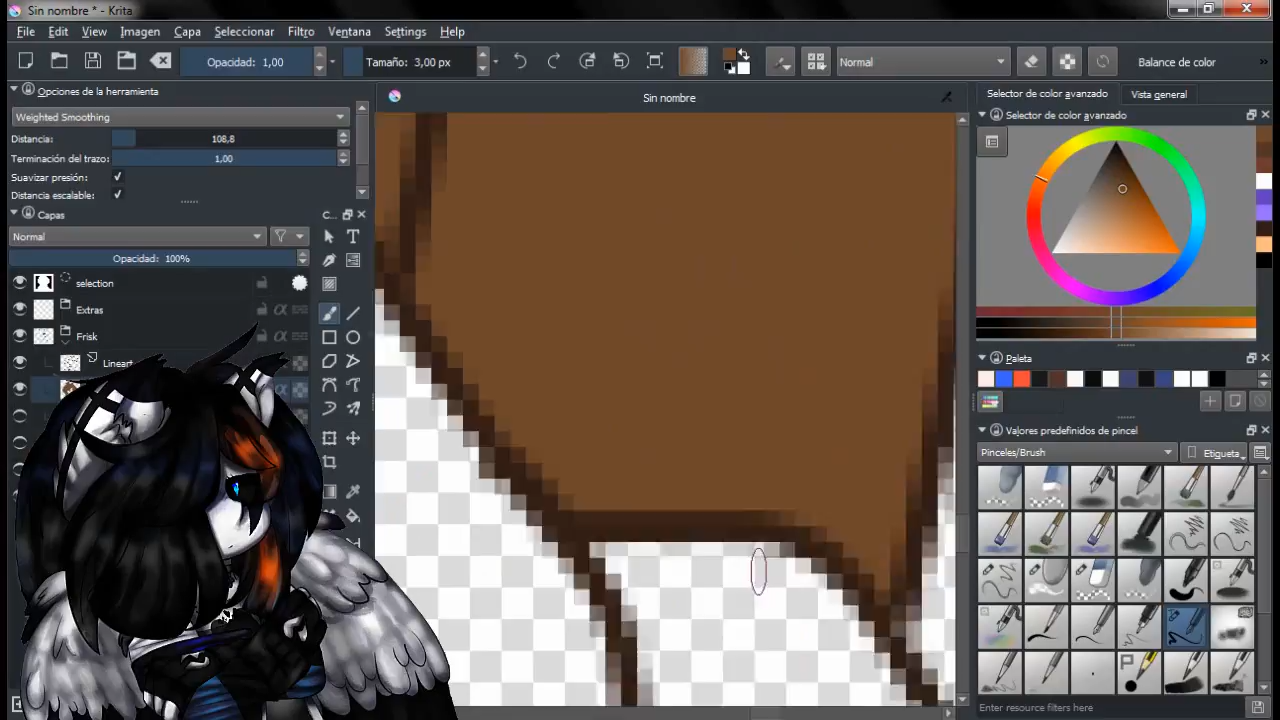 Sin nombre * - Krita
File Edit View Imagen Capa Seleccionar Filtro Ventana Settings Help
Opacidad: 1,00 Tamaño: 3,00 px Normal Balance de color »
Opciones de la herramienta
Sin nombre
Selector de color avanzado Vista general
Weighted Smoothing
Selector de color avanzado
Distancia: 108,8
Terminación del trazo: 1,00
Suavizar presión:
Distancia escalable:
Capas
C...
Normal
Opacidad: 100%
selection
Extras
Frisk
Lineart
Paleta
Valores predefinidos de pincel
Pinceles/Brush Etiqueta
Enter resource filters here